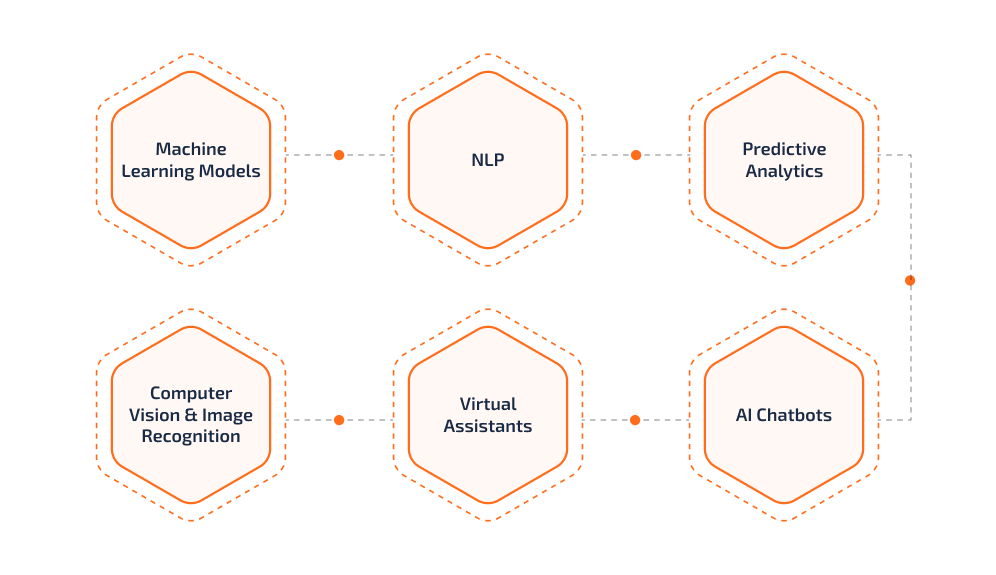 Machine
Learning Models
NLP
Predictive
Analytics
Computer
Vision & Image
Recognition
Virtual
Assistants
AI Chatbots